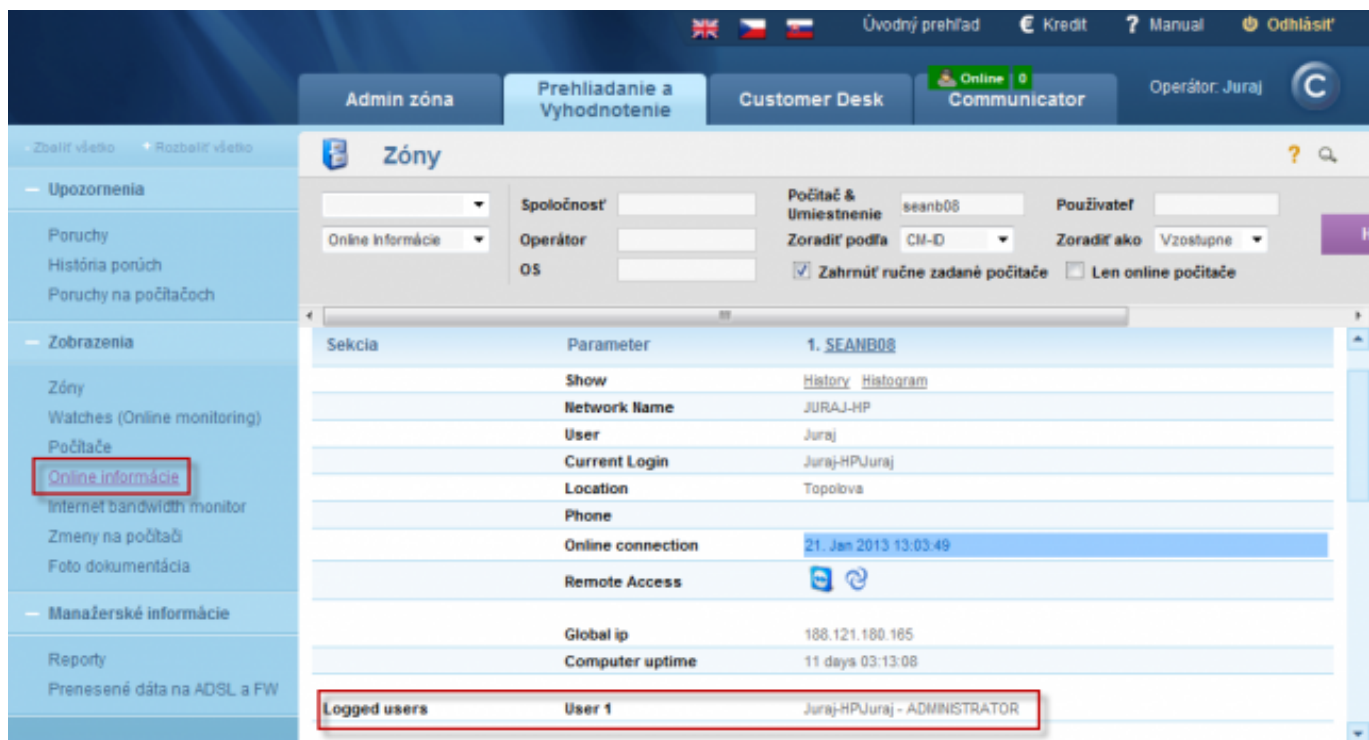 Úvodný prehľad € Kredit ? Manual Odhlásiť
Admin zóna
Prehliadanie a
Vyhodnotenie
Customer Desk
Online 0
Communicator
Operátor: Juraj
- Zbaliť všetko + Rozbaliť všetko
Zóny
?
Upozornenia
Poruchy
História porúch
Poruchy na počítačoch
Zobrazenia
Zóny
Watches (Online monitoring)
Počítače
Online informácie
Internet bandwidth monitor
Zmeny na počítači
Foto dokumentácia
Manažerské informácie
Reporty
Prenesené dáta na ADSL a FW
Spoločnosť
Počítač &
Umiestnenie
seanb08
Používateľ
Online Informácie
Operátor
Zoradiť podľa CM-ID
Zoradiť ako Vzostupne
OS
Zahrnúť ručne zadané počítače
Len online počítače
Sekcia Parameter 1. SEANB08
Show History Histogram
Network Name JURAJ-HP
User Juraj
Current Login Juraj-HP\Juraj
Location Topolova
Phone
Online connection 21. Jan 2013 13:03:49
Remote Access
Global ip 188.121.180.165
Computer uptime 11 days 03:13:08
Logged users User 1 Juraj-HP\Juraj - ADMINISTRATOR